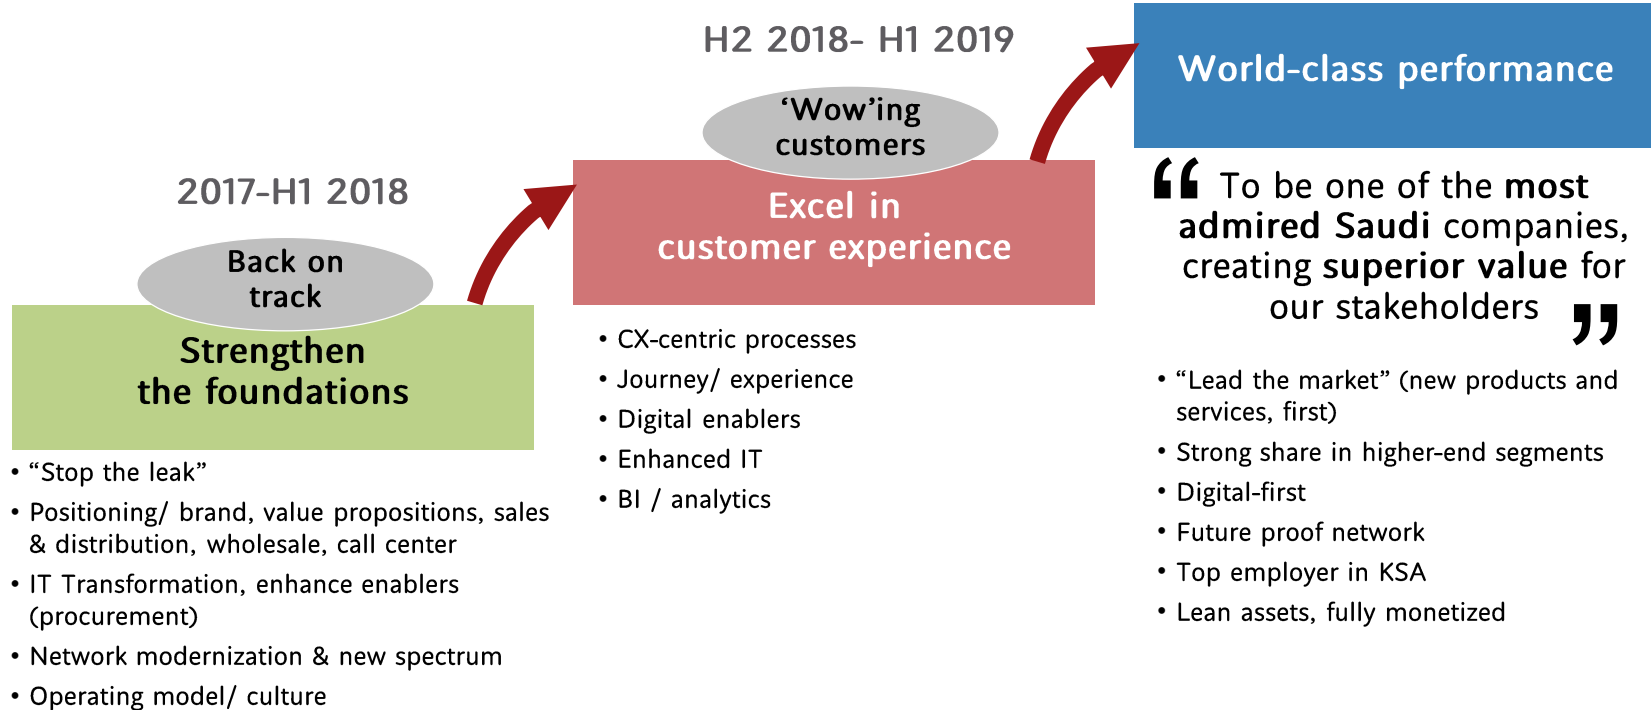 2017-H1 2018
Back on
track
Strengthen
the foundations
• “Stop the leak”
• Positioning/ brand, value propositions, sales
& distribution, wholesale, call center
• IT Transformation, enhance enablers
(procurement)
• Network modernization & new spectrum
• Operating model/ culture
H2 2018- H1 2019
‘Wow’ing
customers
Excel in
customer experience
• CX-centric processes
• Journey/ experience
• Digital enablers
• Enhanced IT
• BI / analytics
World-class performance
“ To be one of the most
admired Saudi companies,
creating superior value for
our stakeholders ”
• “Lead the market” (new products and
services, first)
• Strong share in higher-end segments
• Digital-first
• Future proof network
• Top employer in KSA
• Lean assets, fully monetized